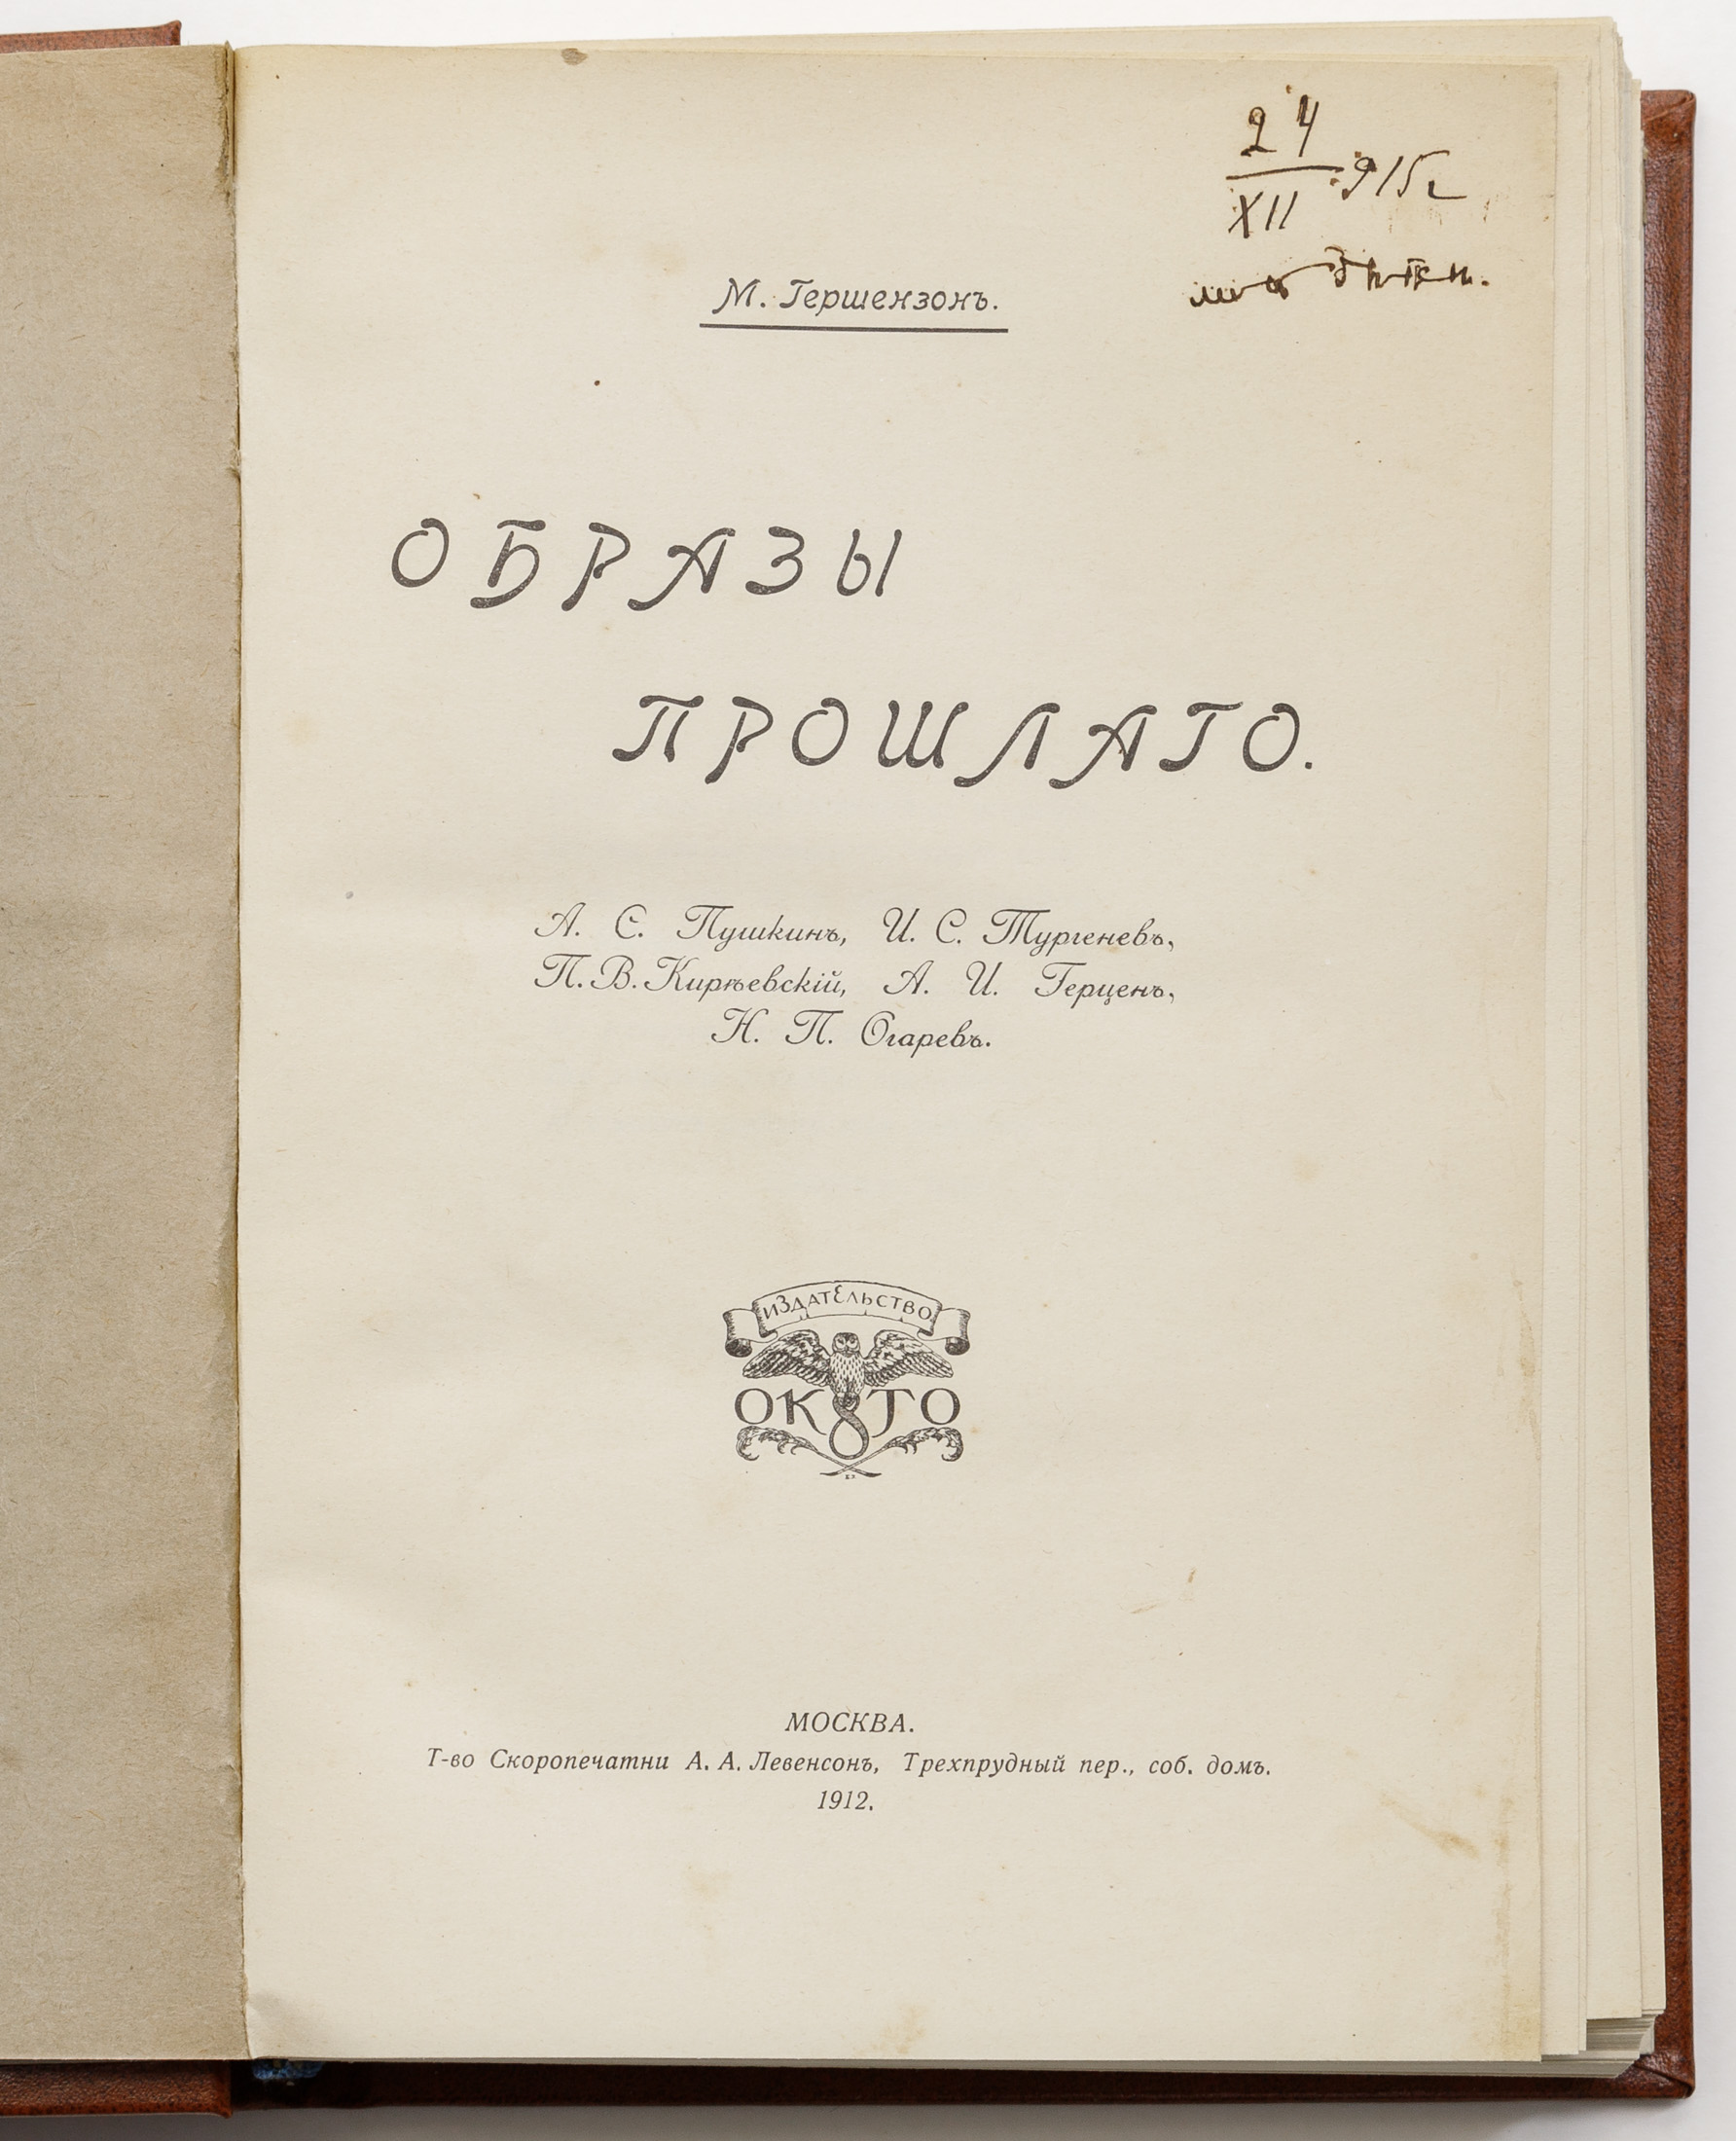 24
XII 915 г
М. Гершензонъ.
ОБРАЗЫ
ПРОШЛАГО.
А. С. Пушкинъ, И. С. Тургеневъ,
П. В. Кирѣевскій, А. И. Герценъ,
Н. П. Огаревъ.
ИЗДАТЕЛЬСТВО
ОКТО
МОСКВА.
Т-во Скоропечатни А. А. Левенсонъ, Трехпрудный пер., соб. домъ.
1912.